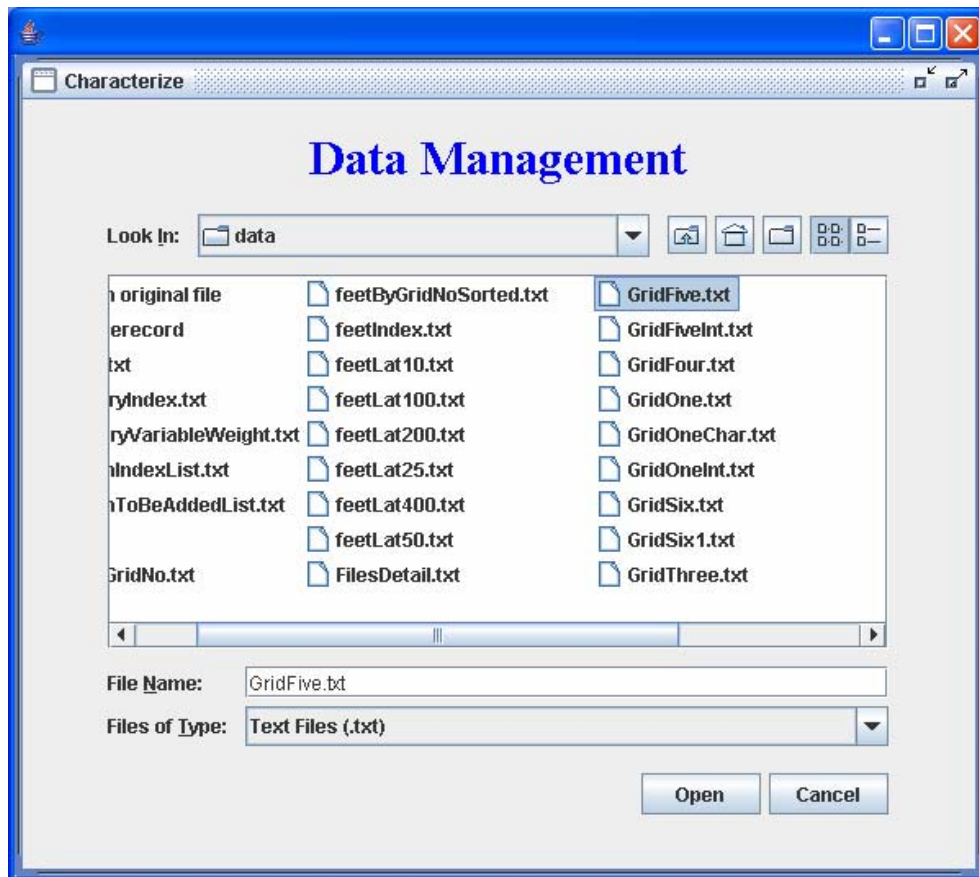 Characterize
Data Management
Look In: data
original file feetByGridNoSorted.txt GridFive.txt
erecord feetIndex.txt GridFiveInt.txt
txt feetLat10.txt GridFour.txt
ryIndex.txt feetLat100.txt GridOne.txt
ryVariableWeight.txt feetLat200.txt GridOneChar.txt
nIndexList.txt feetLat25.txt GridOneInt.txt
nToBeAddedList.txt feetLat400.txt GridSix.txt
feetLat50.txt GridSix1.txt
GridNo.txt FilesDetail.txt GridThree.txt
File Name: GridFive.txt
Files of Type: Text Files (.txt)
Open Cancel